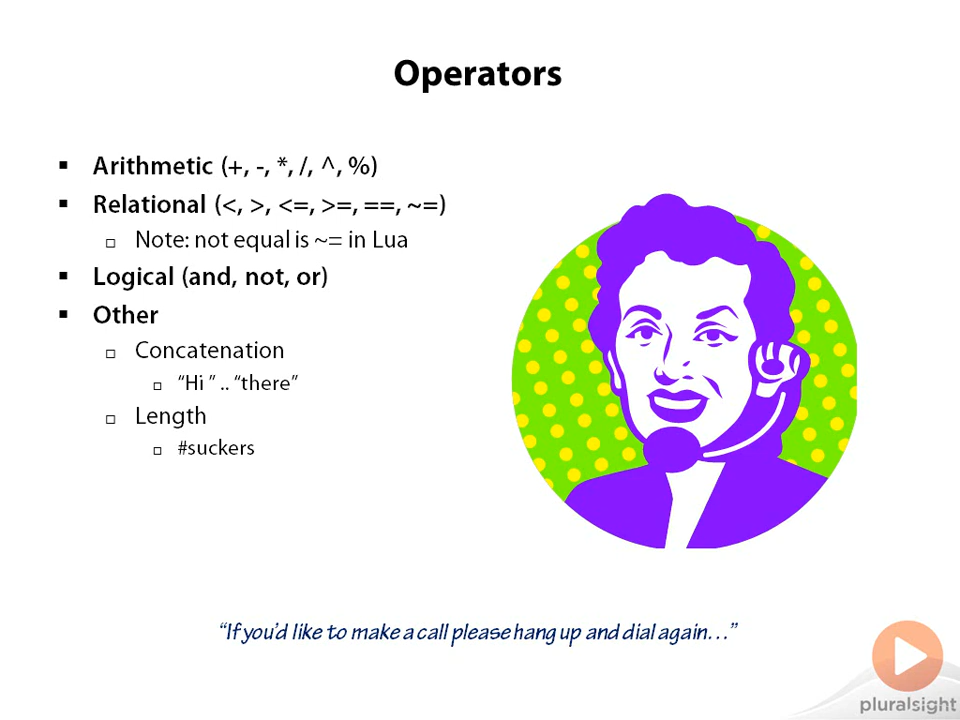 Operators
Arithmetic (+, -, *, /, ^, %)
Relational (<, >, <=, >=, ==, ~=)
Note: not equal is ~= in Lua
Logical (and, not, or)
Other
Concatenation
“Hi ” .. “there”
Length
#suckers
“If you’d like to make a call please hang up and dial again…”
pluralsight